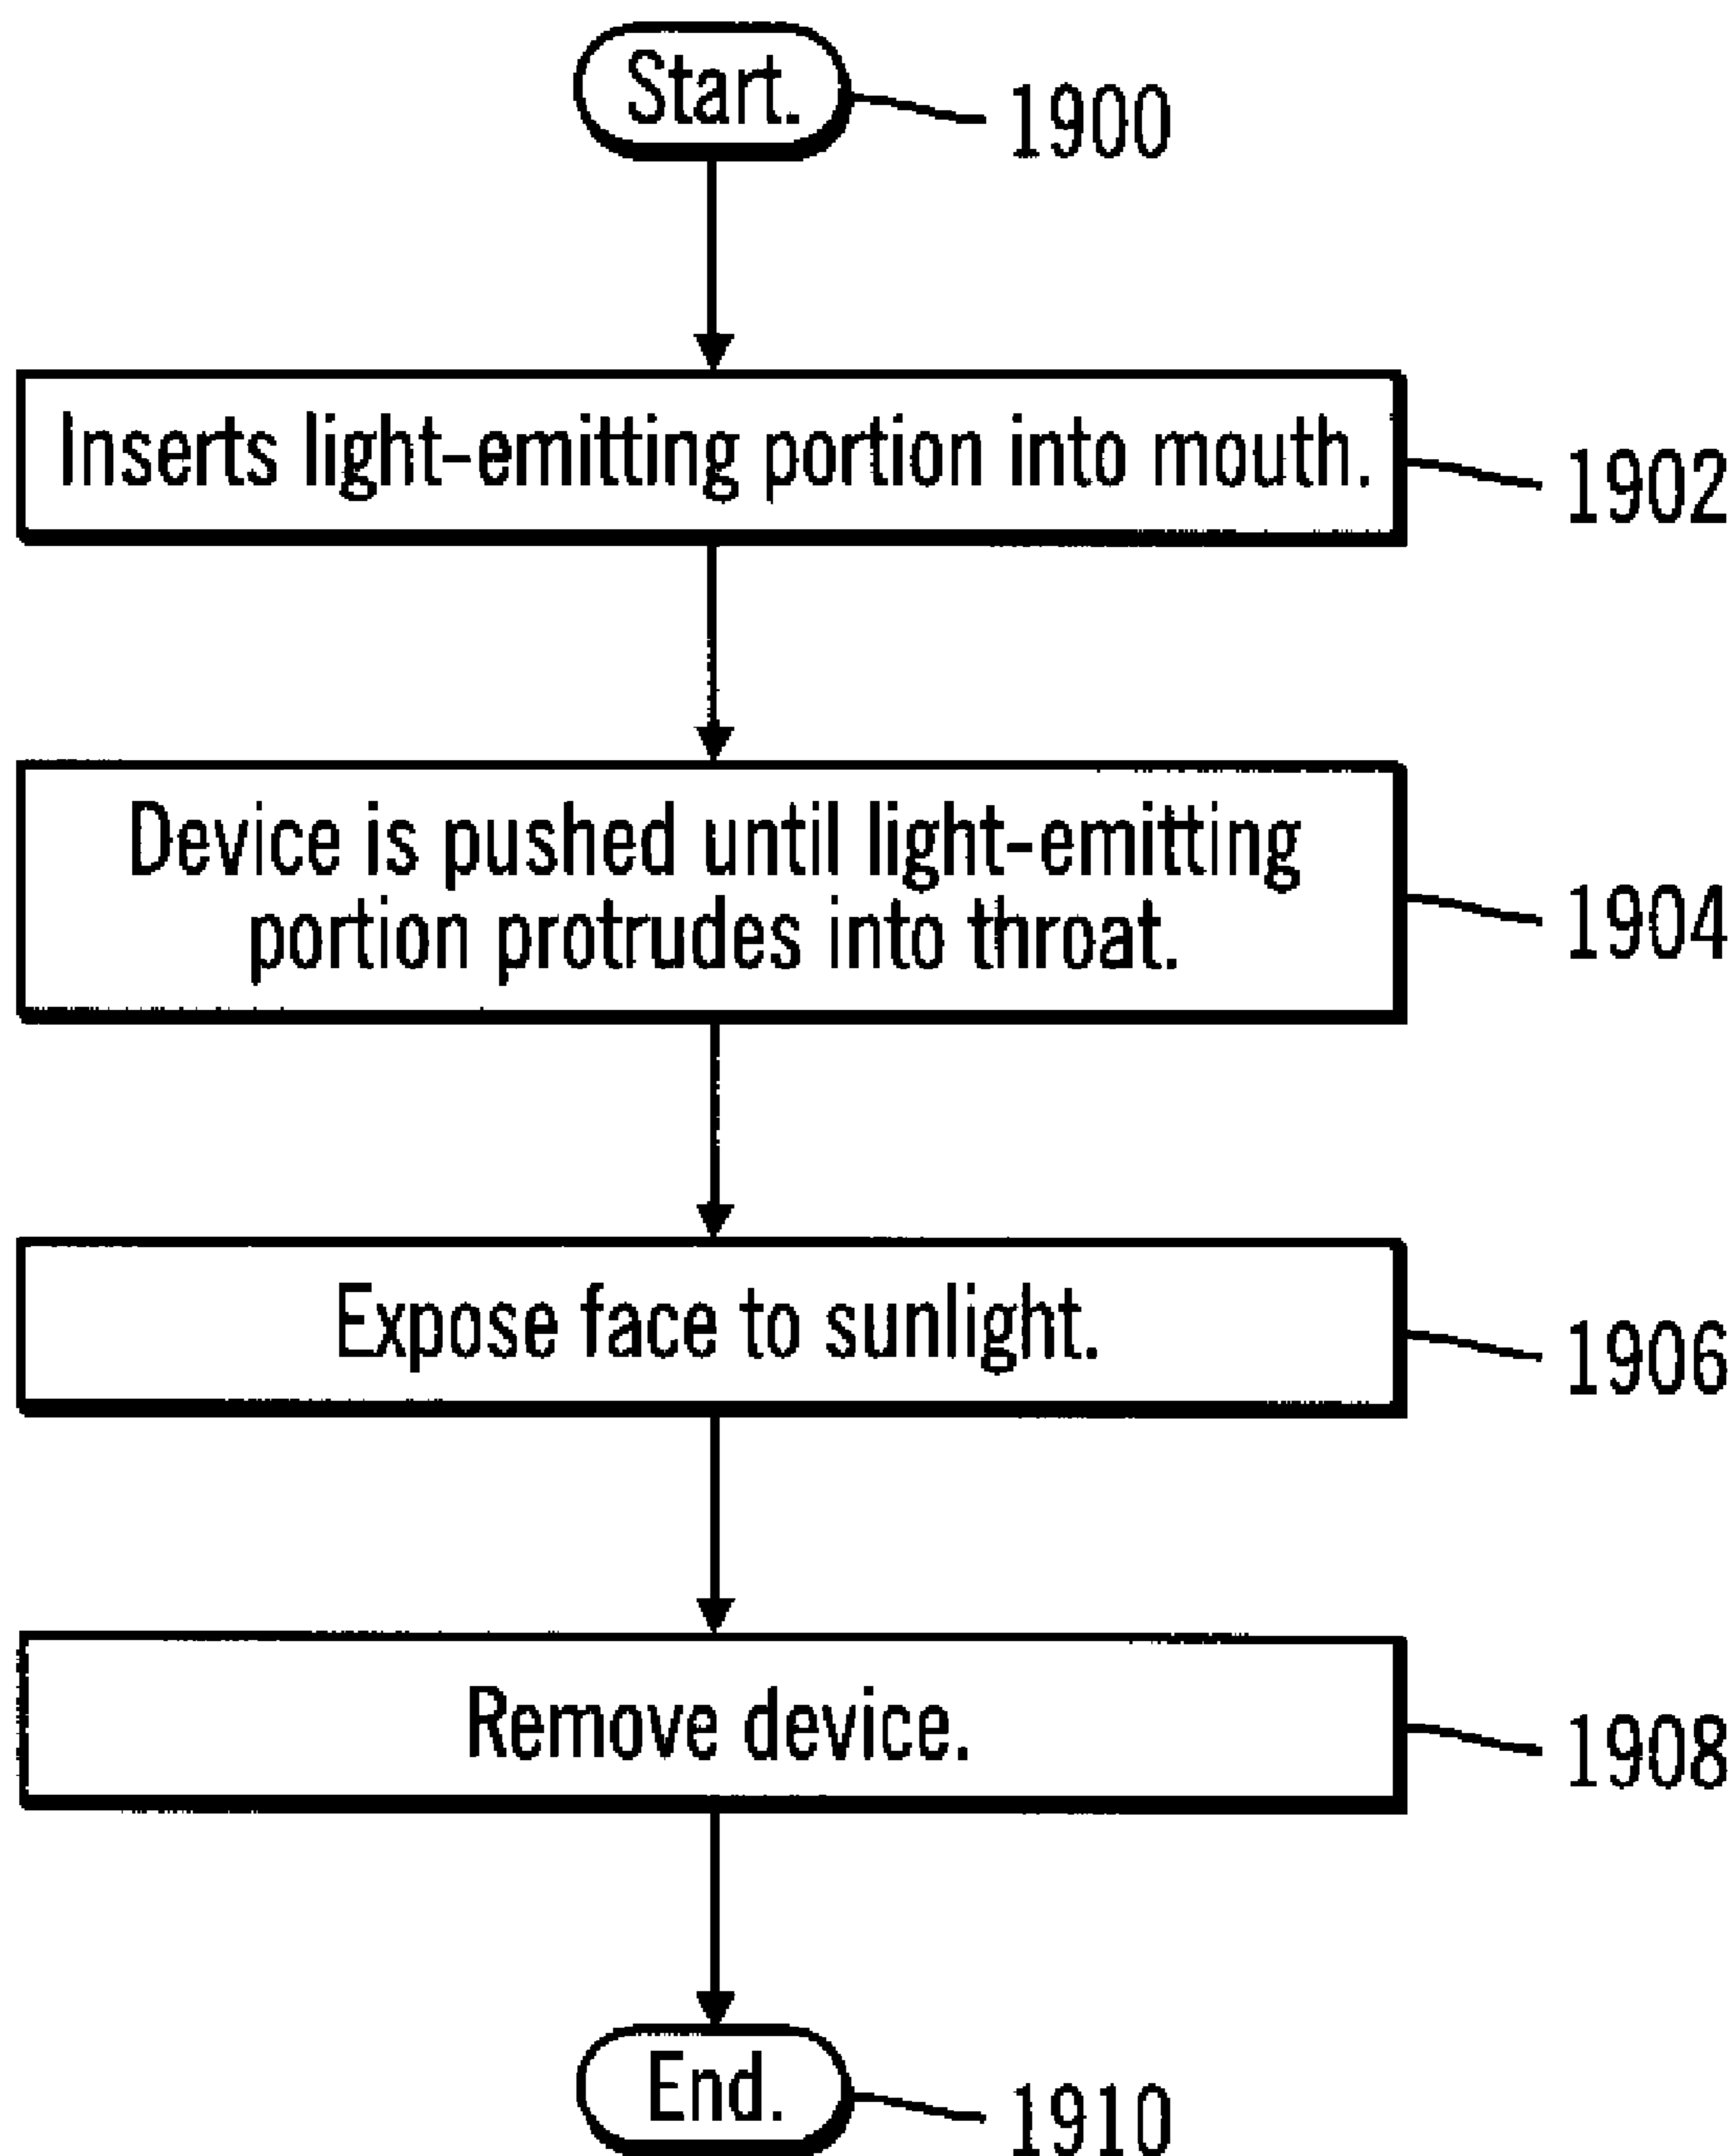 Start.
1900
Inserts light-emitting portion into mouth.
1902
Device is pushed until light-emitting
portion protrudes into throat.
1904
Expose face to sunlight.
1906
Remove device.
1908
End.
1910